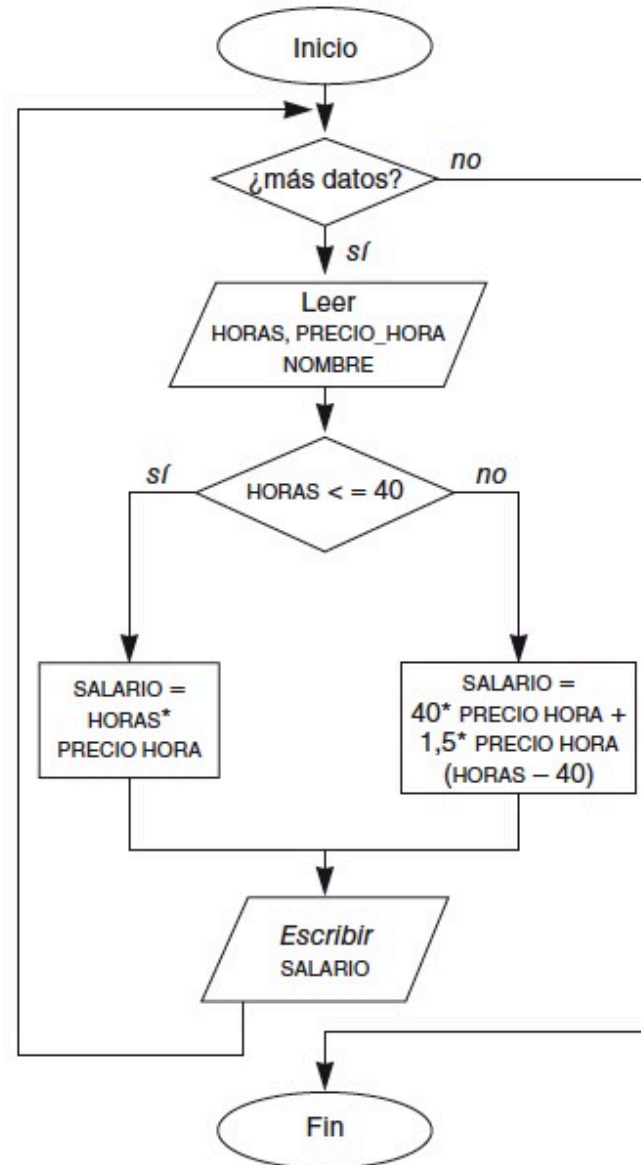 Inicio
¿más datos?
no
sí
Leer
HORAS, PRECIO_HORA
NOMBRE
sí
HORAS < = 40
no
SALARIO =
HORAS*
PRECIO HORA
SALARIO =
40* PRECIO HORA +
1,5* PRECIO HORA
(HORAS – 40)
Escribir
SALARIO
Fin